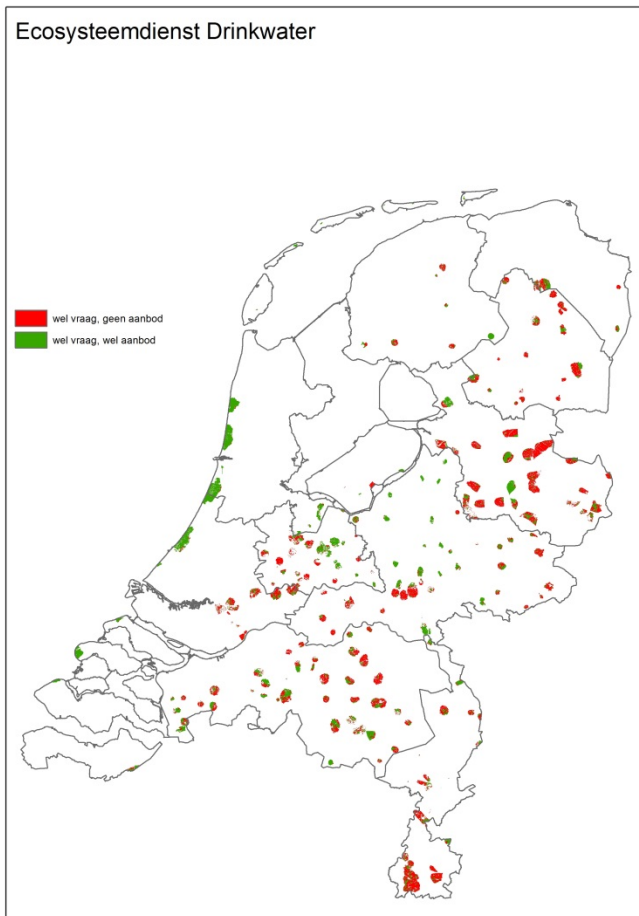 Ecosysteemdienst Drinkwater
wel vraag, geen aanbod
wel vraag, wel aanbod